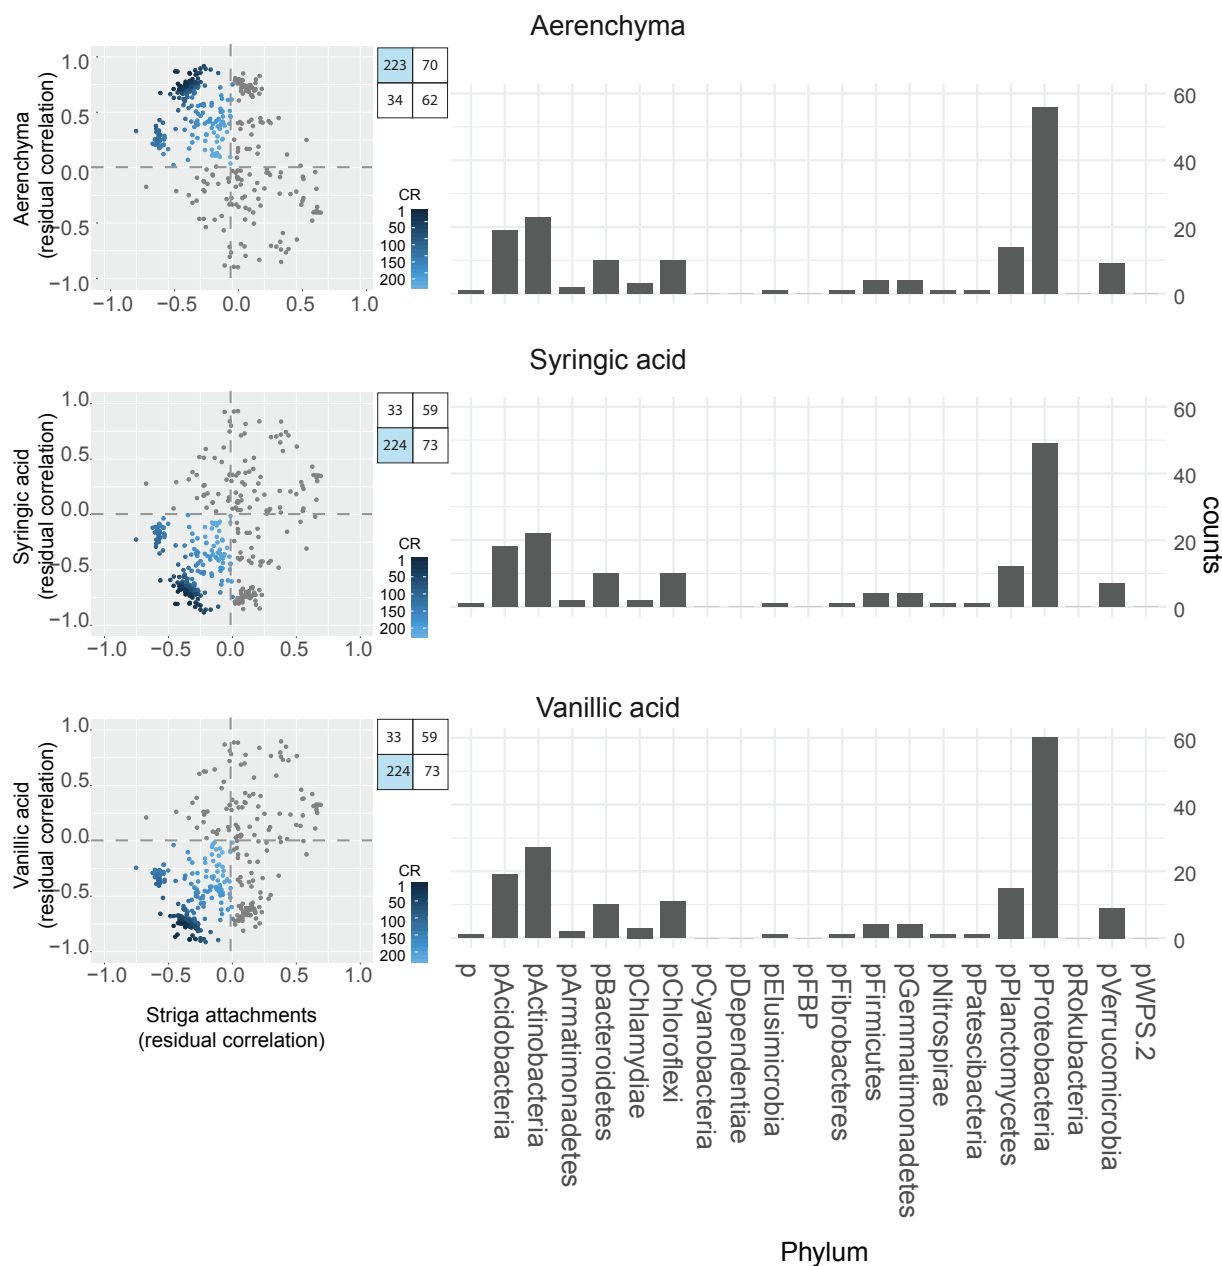 Aerenchyma
Aerenchyma
(residual correlation)
1.0
0.5
0.0
−0.5
−1.0
−1.0 −0.5 0.0 0.5 1.0
223 70
34 62
CR
1
50
100
150
200
60
40
20
0
Syringic acid
Syringic acid
(residual correlation)
1.0
0.5
0.0
−0.5
−1.0
−1.0 −0.5 0.0 0.5 1.0
33 59
224 73
CR
1
50
100
150
200
60
40
20
0
counts
Vanillic acid
Vanillic acid
(residual correlation)
1.0
0.5
0.0
−0.5
−1.0
−1.0 −0.5 0.0 0.5 1.0
33 59
224 73
CR
1
50
100
150
200
60
40
20
0
Striga attachments
(residual correlation)
p
pAcidobacteria
pActinobacteria
pArmatimonadetes
pBacteroidetes
pChlamydiae
pChloroflexi
pCyanobacteria
pDependentiae
pElusimicrobia
pFBP
pFibrobacteres
pFirmicutes
pGemmatimonadetes
pNitrospirae
pPatescibacteria
pPlanctomycetes
pProteobacteria
pRokubacteria
pVerrucomicrobia
pWPS.2
Phylum